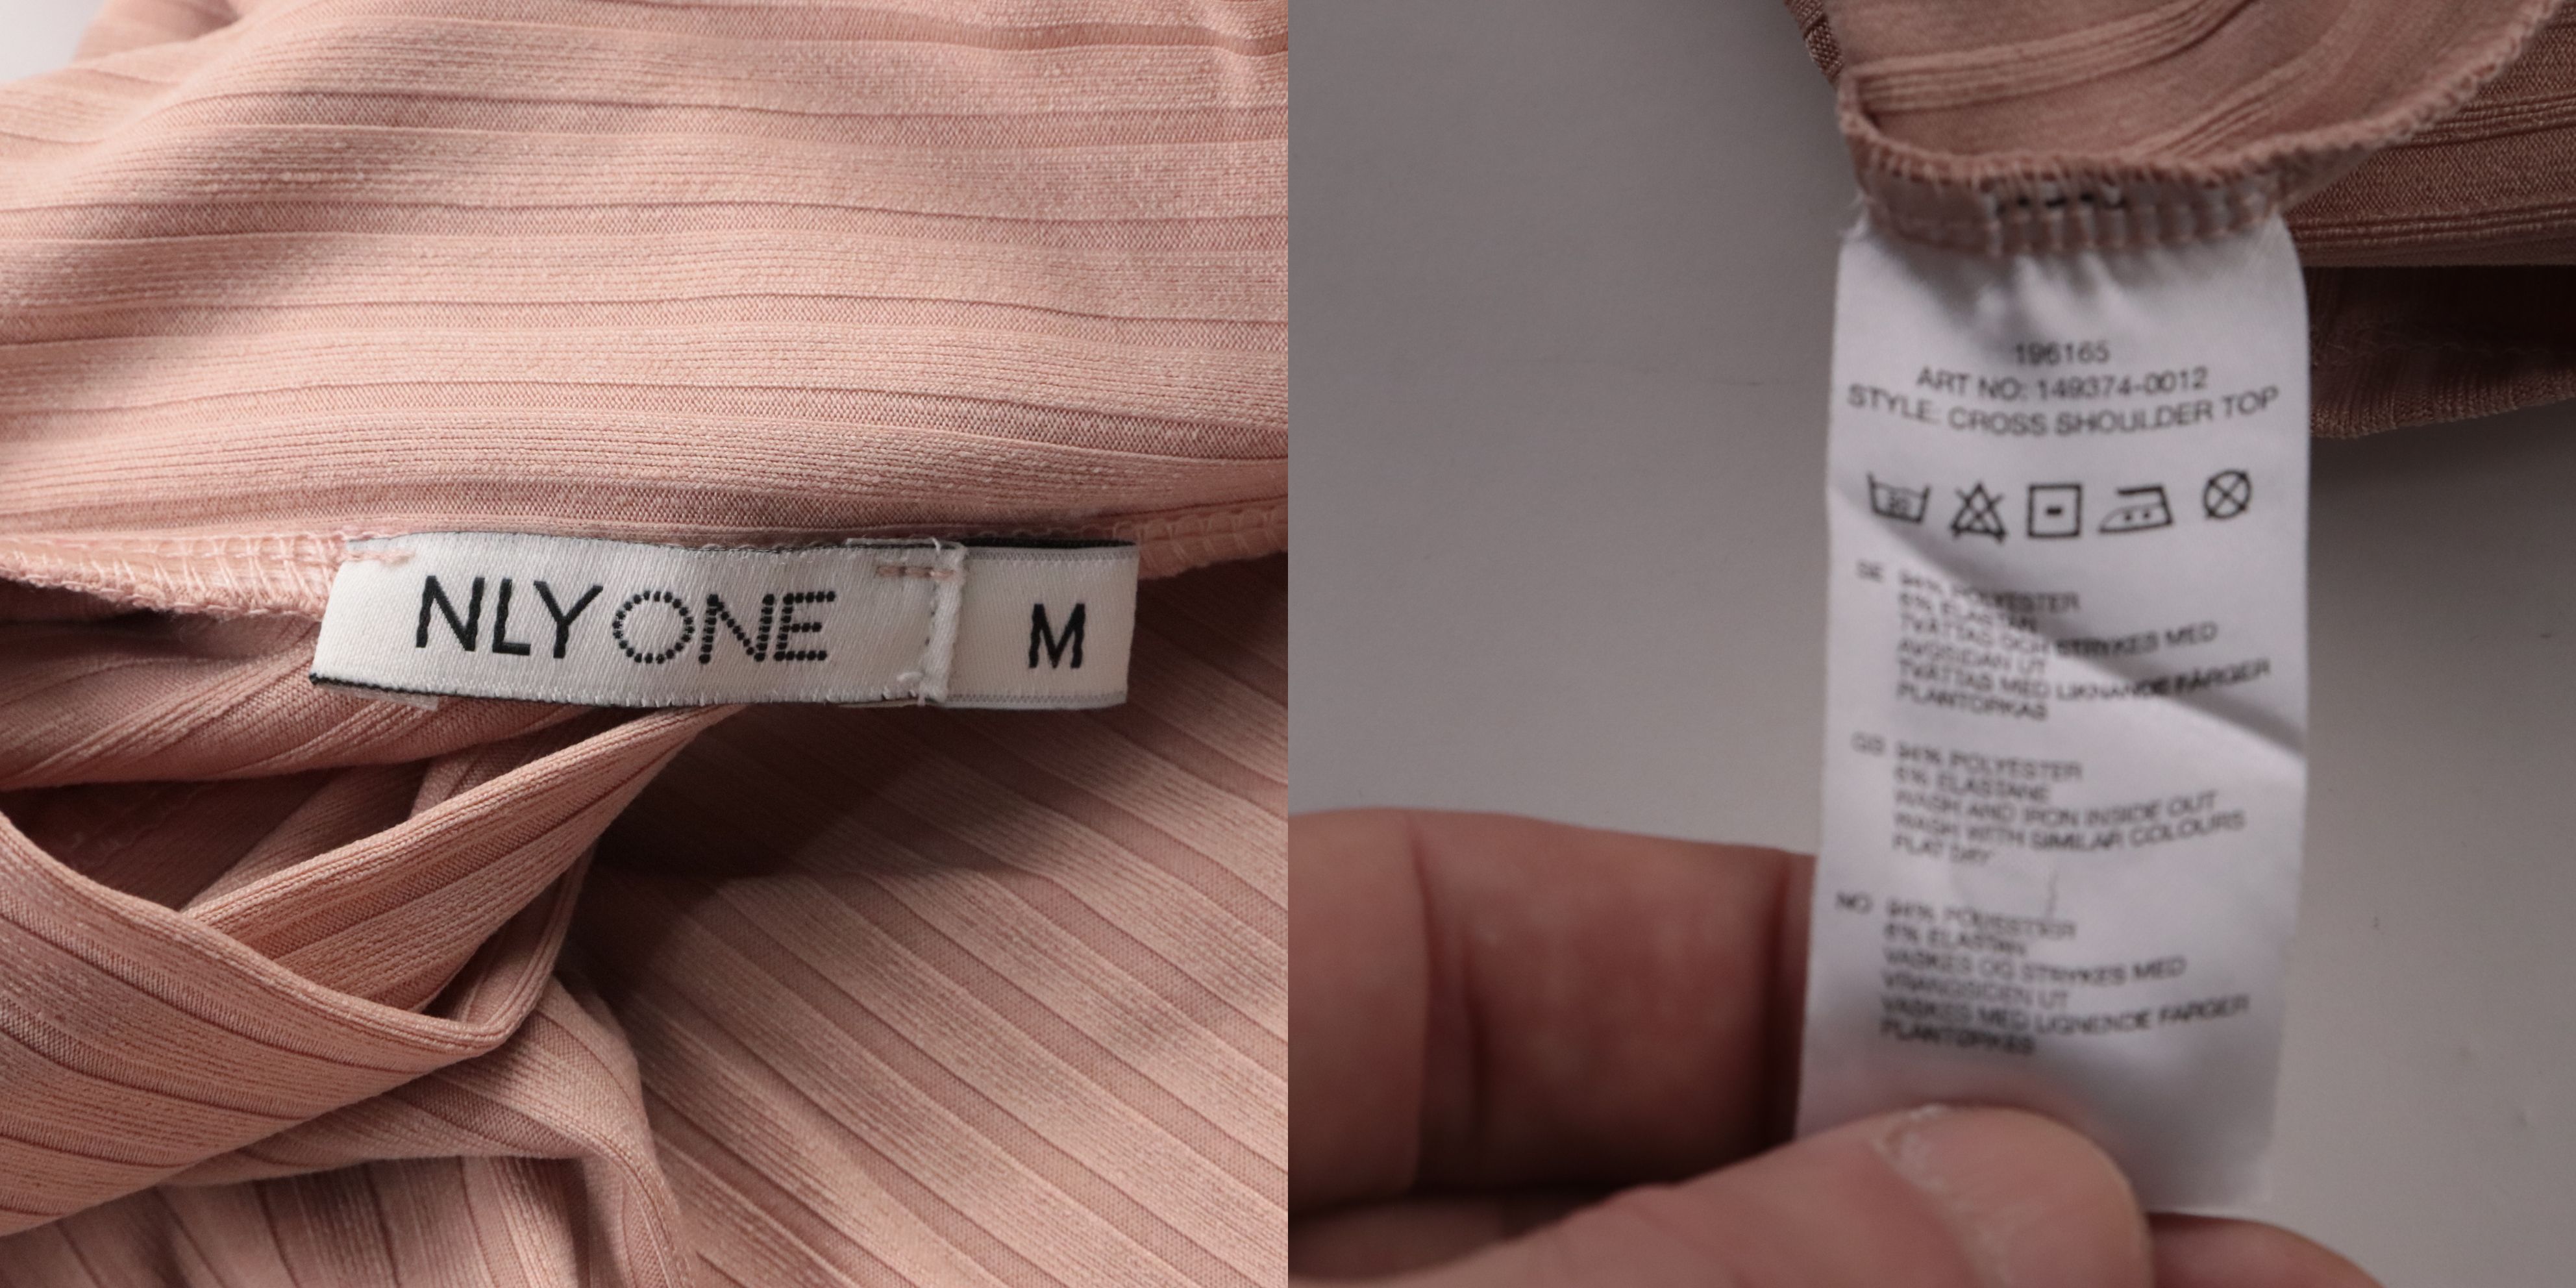 NLY ONE
M
196165
ART NO: 149374-0012
STYLE: CROSS SHOULDER TOP
30
SE 94% POLYESTER
6% ELASTAN
TVÄTTAS OCH STRYKES MED
AVIGSIDAN UT
TVÄTTAS MED LIKNANDE FÄRGER
PLANTORKAS
GB 94% POLYESTER
6% ELASTANE
WASH AND IRON INSIDE OUT
WASH WITH SIMILAR COLOURS
FLAT DRY
NO 94% POLYESTER
6% ELASTAN
VASKES OG STRYKES MED
VRANGSIDEN UT
VASKES MED LIGNENDE FARGER
PLANTØRKES